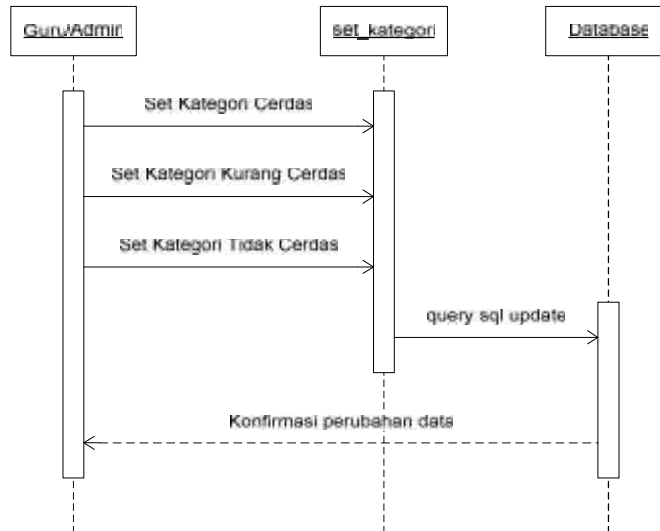 Guru/Admin
set_kategori
Database
Set Kategori Cerdas
Set Kategori Kurang Cerdas
Set Kategori Tidak Cerdas
query sql update
Konfirmasi perubahan data